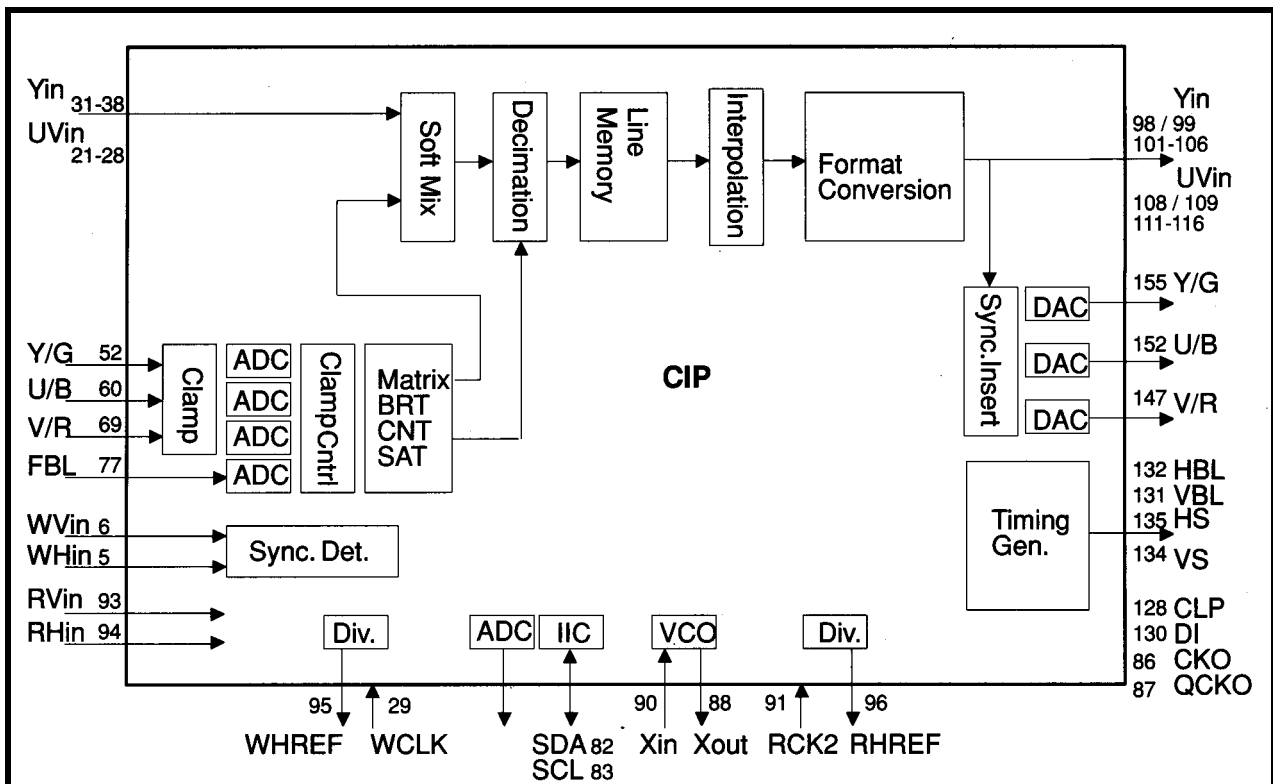 Yin
31-38
UVin
21-28
Soft Mix
Decimation
Line Memory
Interpolation
Format
Conversion
Yin
98 / 99
101-106
UVin
108 / 109
111-116
Y/G 52
U/B 60
V/R 69
FBL 77
Clamp
ADC
ADC
ADC
ADC
ClampCntrl
Matrix
BRT
CNT
SAT
CIP
Sync.Insert
DAC
DAC
DAC
155 Y/G
152 U/B
147 V/R
WVin 6
WHin 5
Sync. Det.
Timing
Gen.
132 HBL
131 VBL
135 HS
134 VS
RVin 93
RHin 94
Div.
ADC
IIC
VCO
Div.
128 CLP
130 DI
86 CKO
87 QCKO
95
29
90
88
91
96
WHREF
WCLK
SDA 82
SCL 83
Xin
Xout
RCK2
RHREF